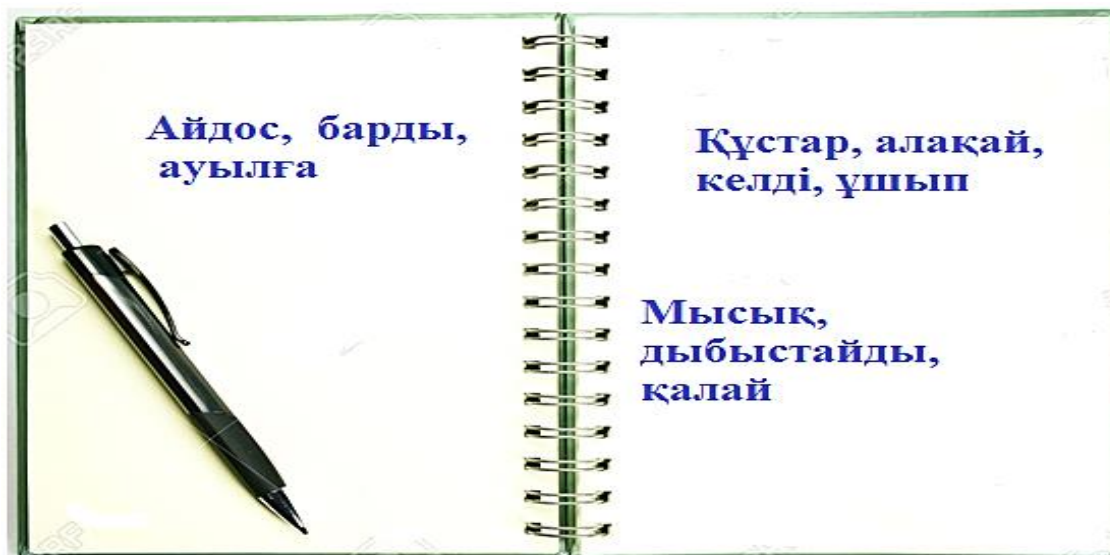 Айдос, барды,
ауылға
Құстар, алақай,
келді, ұшып
Мысық,
дыбыстайды,
қалай